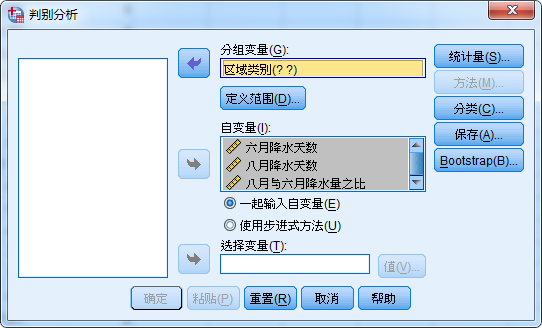 判别分析
分组变量(G):
区域类别(? ?)
定义范围(D)...
自变量(I):
六月降水天数
八月降水天数
八月与六月降水量之比
一起输入自变量(E)
使用步进式方法(U)
选择变量(T):
值(V)...
统计量(S)...
方法(M)...
分类(C)...
保存(A)...
Bootstrap(B)...
确定
粘贴(P)
重置(R)
取消
帮助